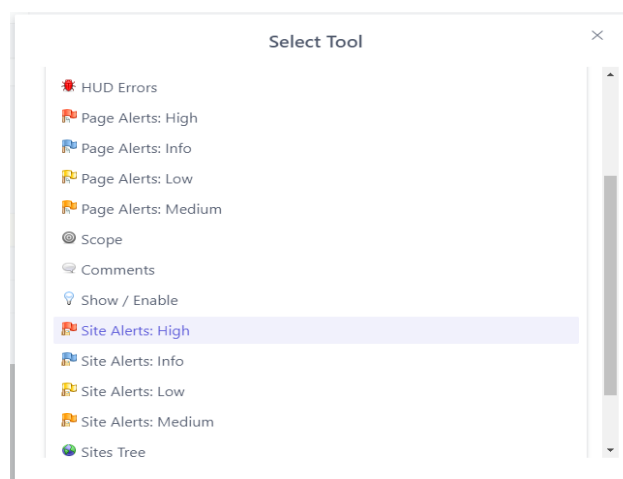 Select Tool
HUD Errors
Page Alerts: High
Page Alerts: Info
Page Alerts: Low
Page Alerts: Medium
Scope
Comments
Show / Enable
Site Alerts: High
Site Alerts: Info
Site Alerts: Low
Site Alerts: Medium
Sites Tree